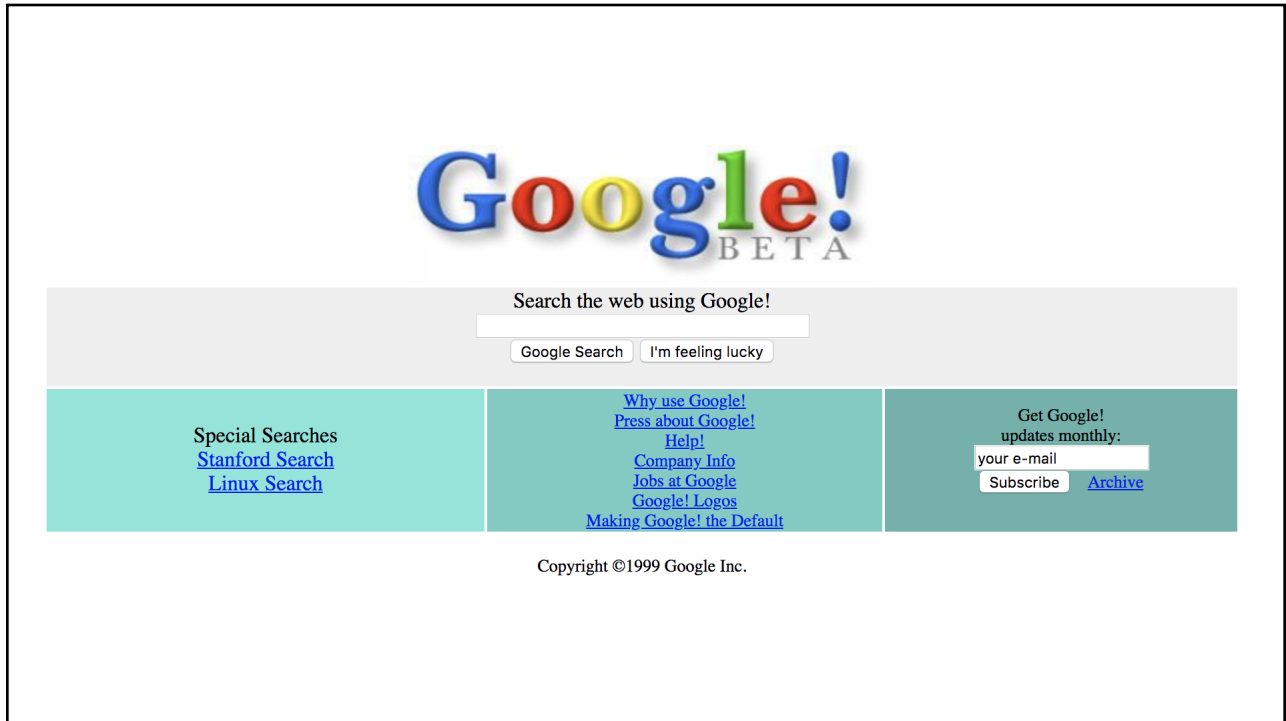 Google!
BETA
Search the web using Google!
Google Search I'm feeling lucky
Special Searches
Stanford Search
Linux Search
Why use Google!
Press about Google!
Help!
Company Info
Jobs at Google
Google! Logos
Making Google! the Default
Get Google!
updates monthly:
your e-mail
Subscribe Archive
Copyright ©1999 Google Inc.